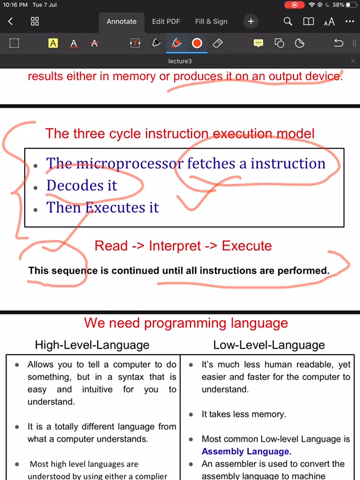 10:16 PM Tue 7 Jul
38%
Annotate
Edit PDF
Fill & Sign
AA
A
T
lecture3
results either in memory or produces it on an output device.
The three cycle instruction execution model
• The microprocessor fetches a instruction
• Decodes it
• Then Executes it
Read -> Interpret -> Execute
This sequence is continued until all instructions are performed.
We need programming language
High-Level-Language
Low-Level-Language
• Allows you to tell a computer to do
something, but in a syntax that is
easy and intuitive for you to
understand.
• It is a totally different language from
what a computer understands.
• Most high level languages are
understood by using either a complier
• It's much less human readable, yet
easier and faster for the computer to
understand.
• It takes less memory.
• Most common Low-level Language is
Assembly Language.
• An assembler is used to convert the
assembly language to machine